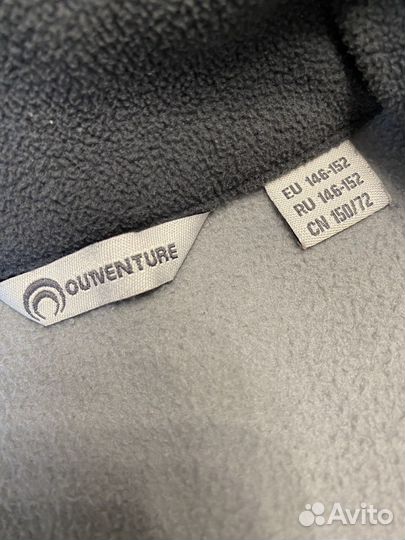 OUTVENTURE
EU 146-152
RU 146-152
CN 150/72
Avito